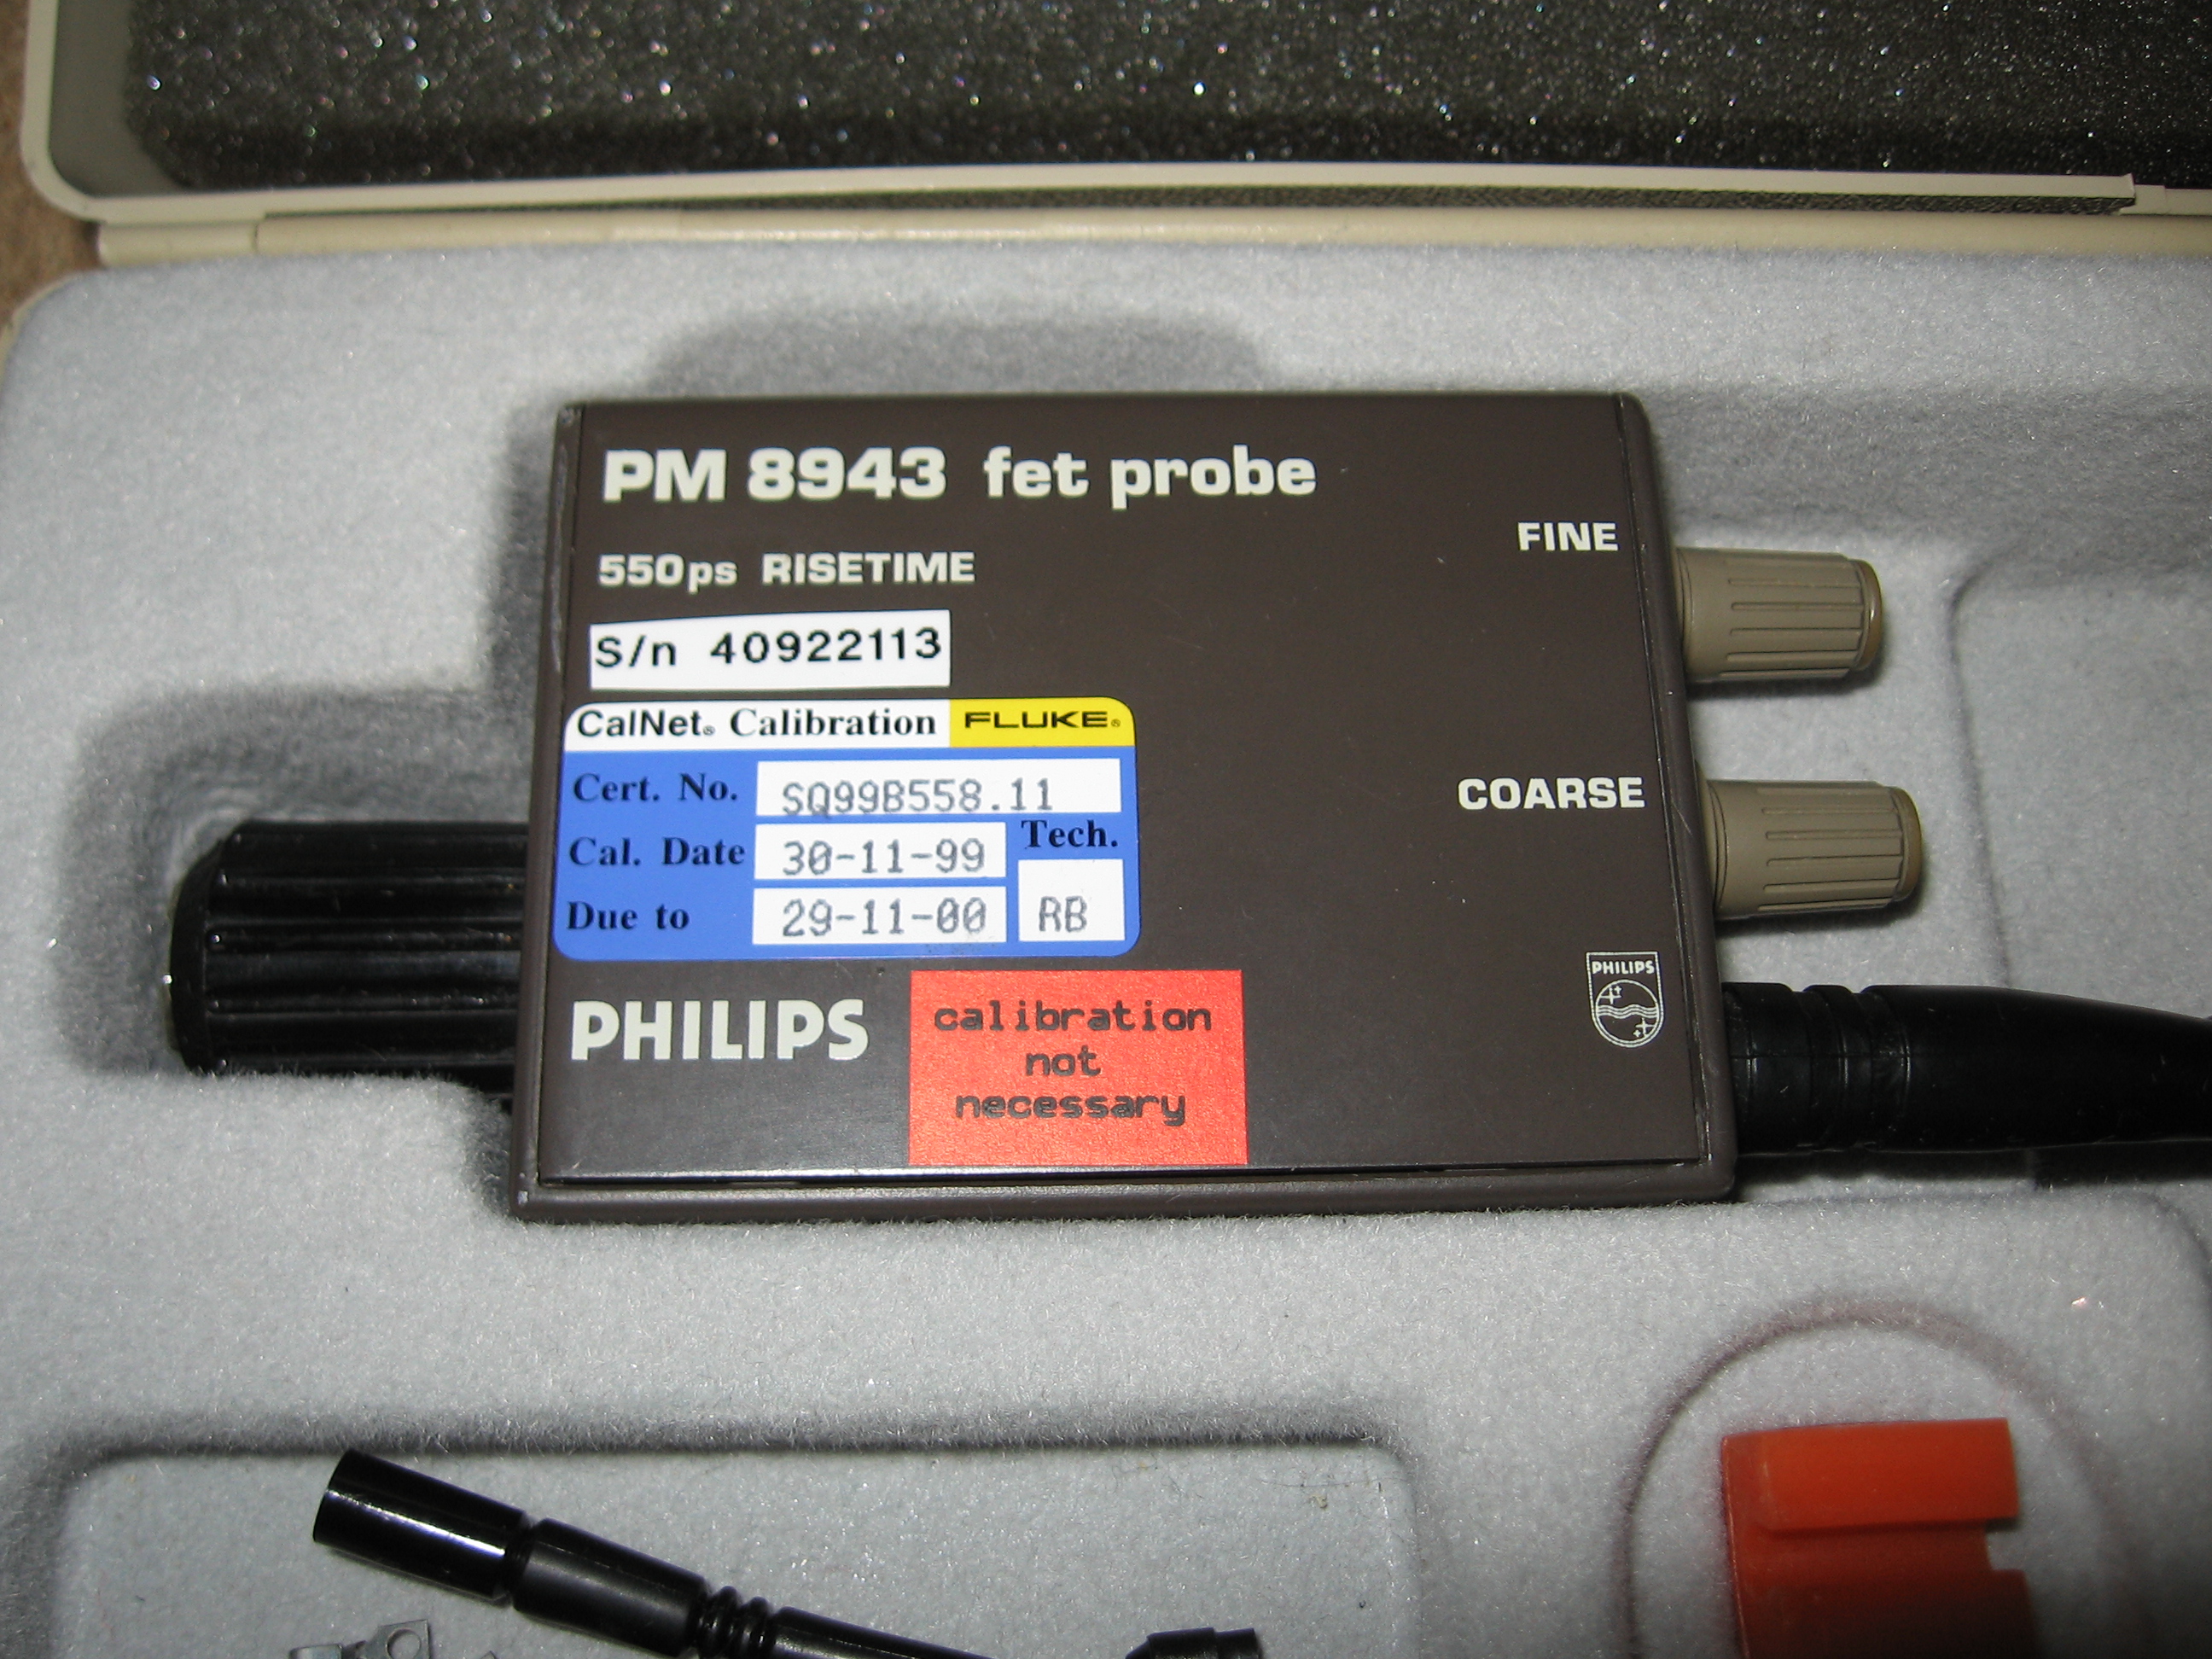 PM 8943 fet probe
FINE
550ps RISETIME
S/n 40922113
CalNet® Calibration FLUKE®
Cert. No. SQ99B558.11
COARSE
Cal. Date 30-11-99 Tech.
Due to 29-11-00 RB
PHILIPS
PHILIPS
calibration
not
necessary